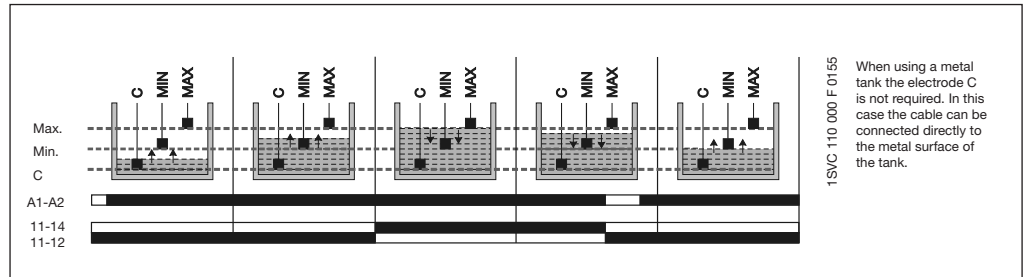 C MIN MAX
C MIN MAX
C MIN MAX
C MIN MAX
C MIN MAX
Max.
Min.
C
A1-A2
11-14
11-12
1SVC 110 000 F 0155
When using a metal
tank the electrode C
is not required. In this
case the cable can be
connected directly to
the metal surface of
the tank.